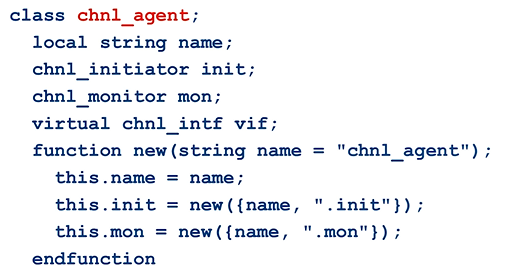 class chnl_agent;
local string name;
chnl_initiator init;
chnl_monitor mon;
virtual chnl_intf vif;
function new(string name = "chnl_agent");
this.name = name;
this.init = new({name, ".init"});
this.mon = new({name, ".mon"});
endfunction